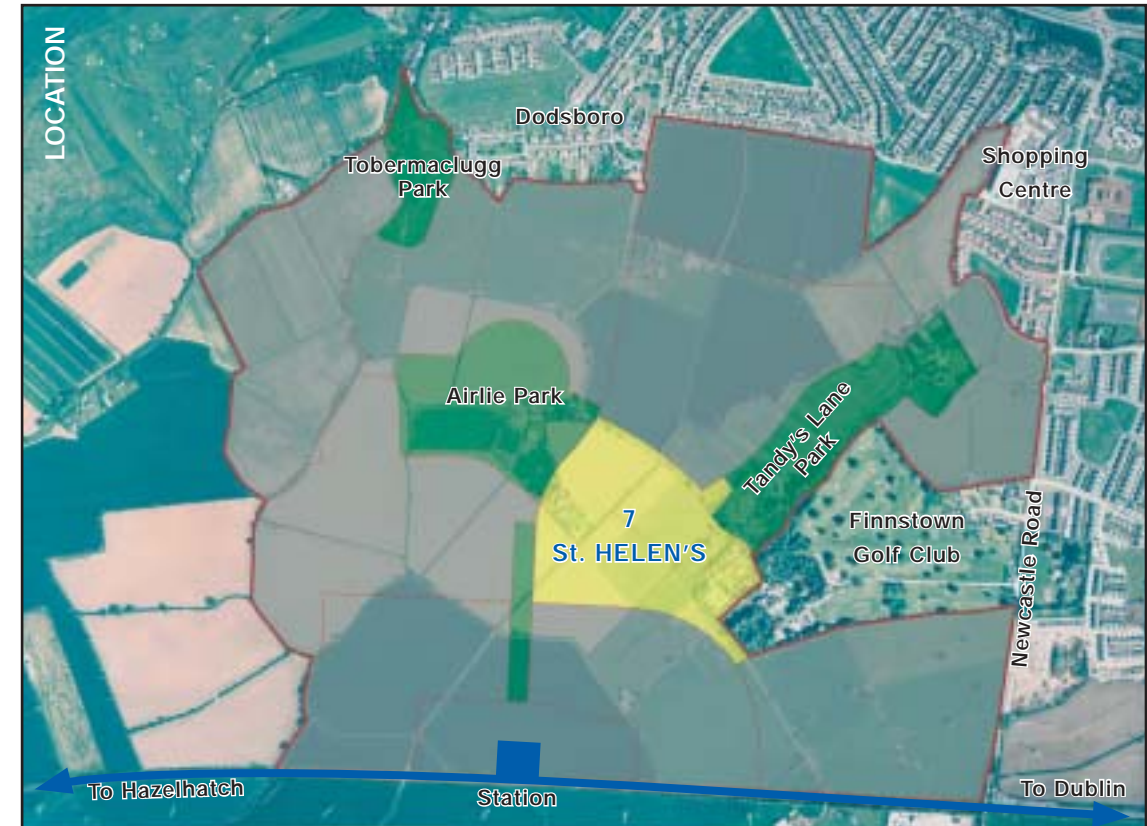 LOCATION
Dodsboro
Tobermaclugg
Park
Shopping
Centre
Airlie Park
Tandy's Lane
Park
7
St. HELEN'S
Finnstown
Golf Club
Newcastle Road
To Hazelhatch
Station
To Dublin